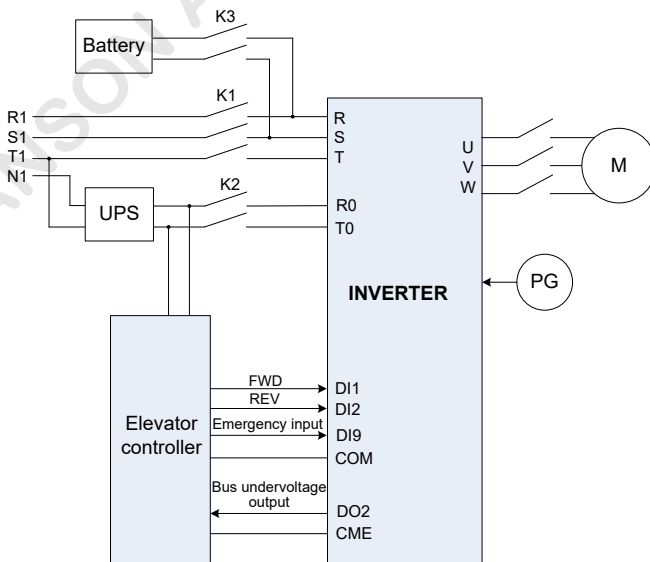 K3
Battery
K1
R1
S1
T1
N1
R
S
T
K2
UPS
R0
T0
U
V
W
M
INVERTER
PG
Elevator
controller
FWD
REV
Emergency input
DI1
DI2
DI9
COM
Bus undervoltage
output
DO2
CME